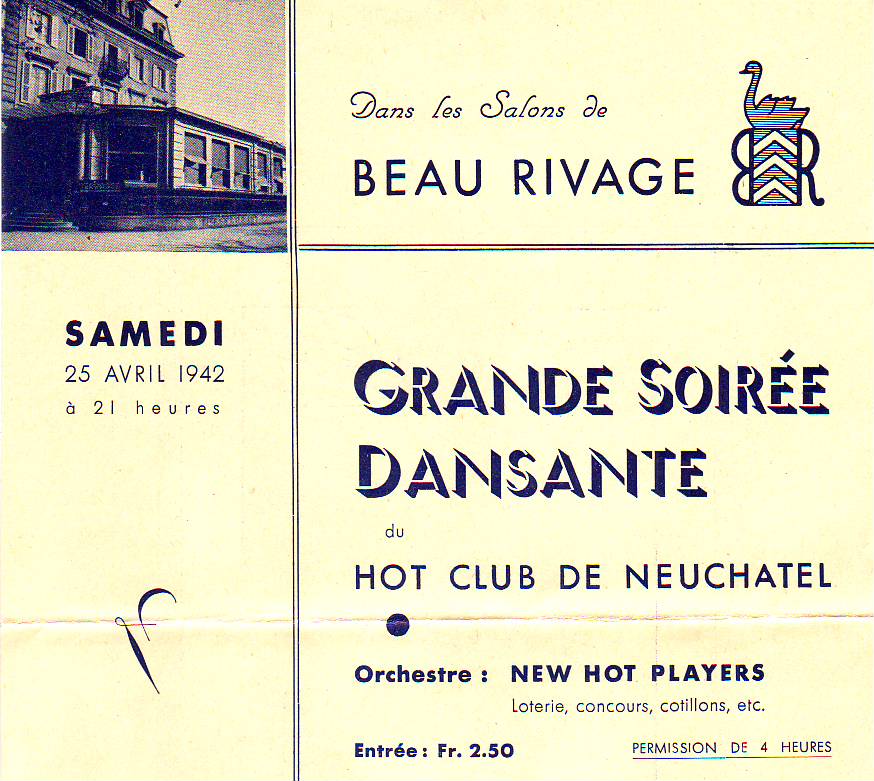 Dans les Salons de
BEAU RIVAGE
BR
SAMEDI
25 AVRIL 1942
à 21 heures
GRANDE SOIRÉE
DANSANTE
du
HOT CLUB DE NEUCHATEL
Orchestre : NEW HOT PLAYERS
Loterie, concours, cotillons, etc.
Entrée : Fr. 2.50
PERMISSION DE 4 HEURES